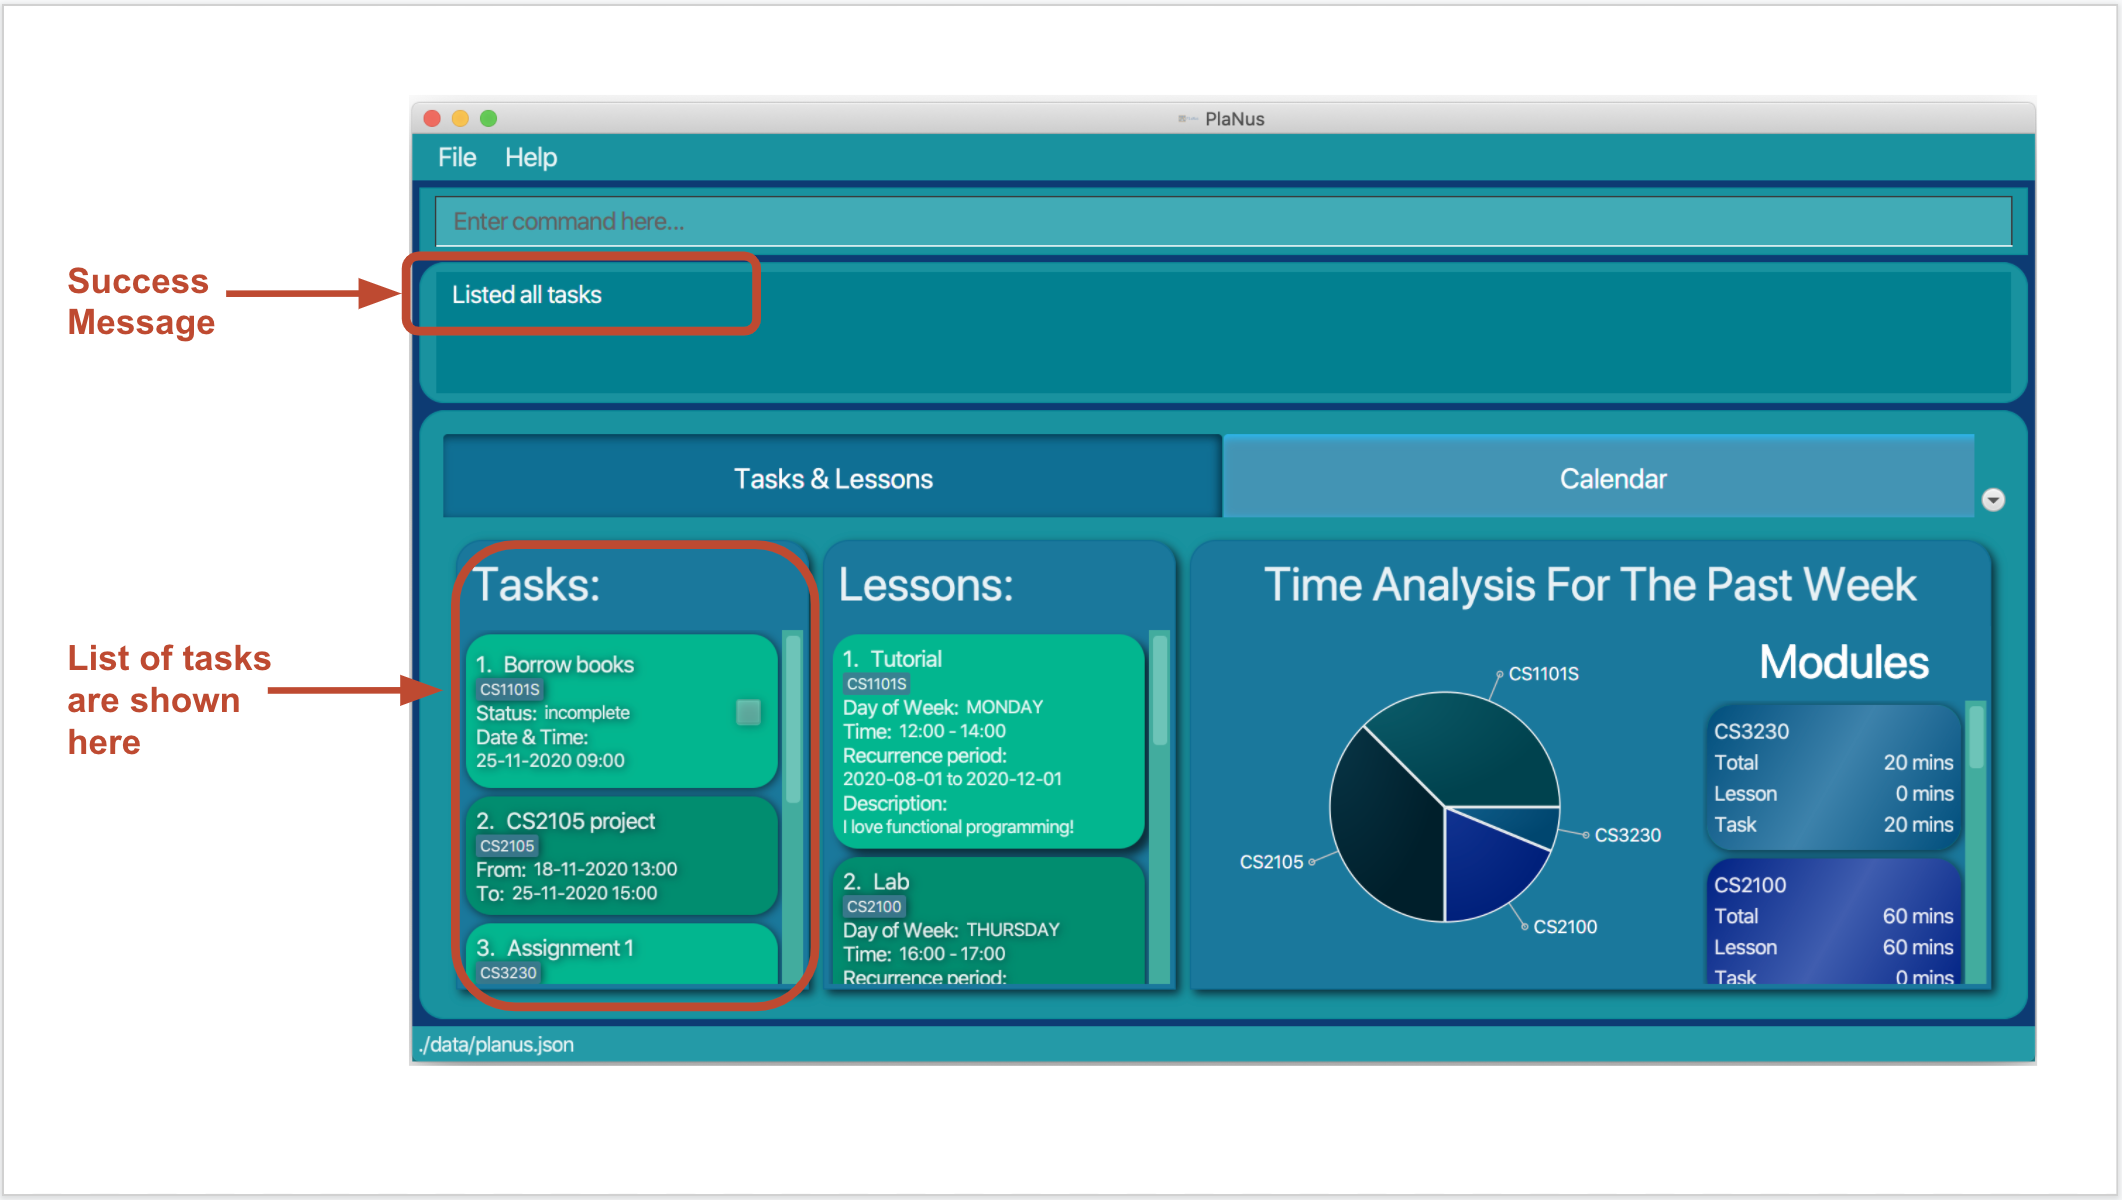 PlaNus
File Help
Enter command here...
Success
Message
Listed all tasks
Tasks & Lessons
Calendar
List of tasks
are shown
here
Tasks:
1. Borrow books
CS1101S
Status: incomplete
Date & Time:
25-11-2020 09:00
2. CS2105 project
CS2105
From: 18-11-2020 13:00
To: 25-11-2020 15:00
3. Assignment 1
CS3230
Lessons:
1. Tutorial
CS1101S
Day of Week: MONDAY
Time: 12:00 - 14:00
Recurrence period:
2020-08-01 to 2020-12-01
Description:
I love functional programming!
2. Lab
CS2100
Day of Week: THURSDAY
Time: 16:00 - 17:00
Recurrence period:
Time Analysis For The Past Week
CS1101S
CS3230
CS2105
CS2100
Modules
CS3230
Total 20 mins
Lesson 0 mins
Task 20 mins
CS2100
Total 60 mins
Lesson 60 mins
Task 0 mins
./data/planus.json